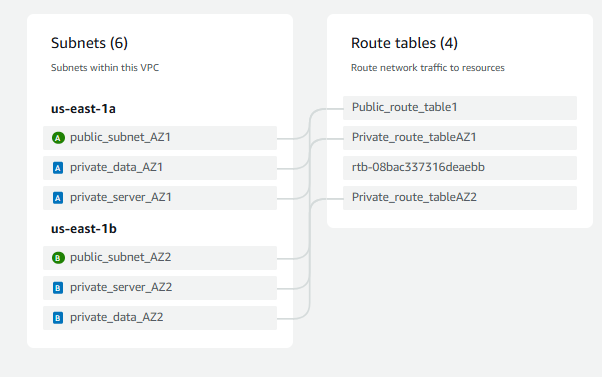 Subnets (6)
Subnets within this VPC
us-east-1a
A public_subnet_AZ1
A private_data_AZ1
A private_server_AZ1
us-east-1b
B public_subnet_AZ2
B private_server_AZ2
B private_data_AZ2
Route tables (4)
Route network traffic to resources
Public_route_table1
Private_route_tableAZ1
rtb-08bac337316deaebb
Private_route_tableAZ2